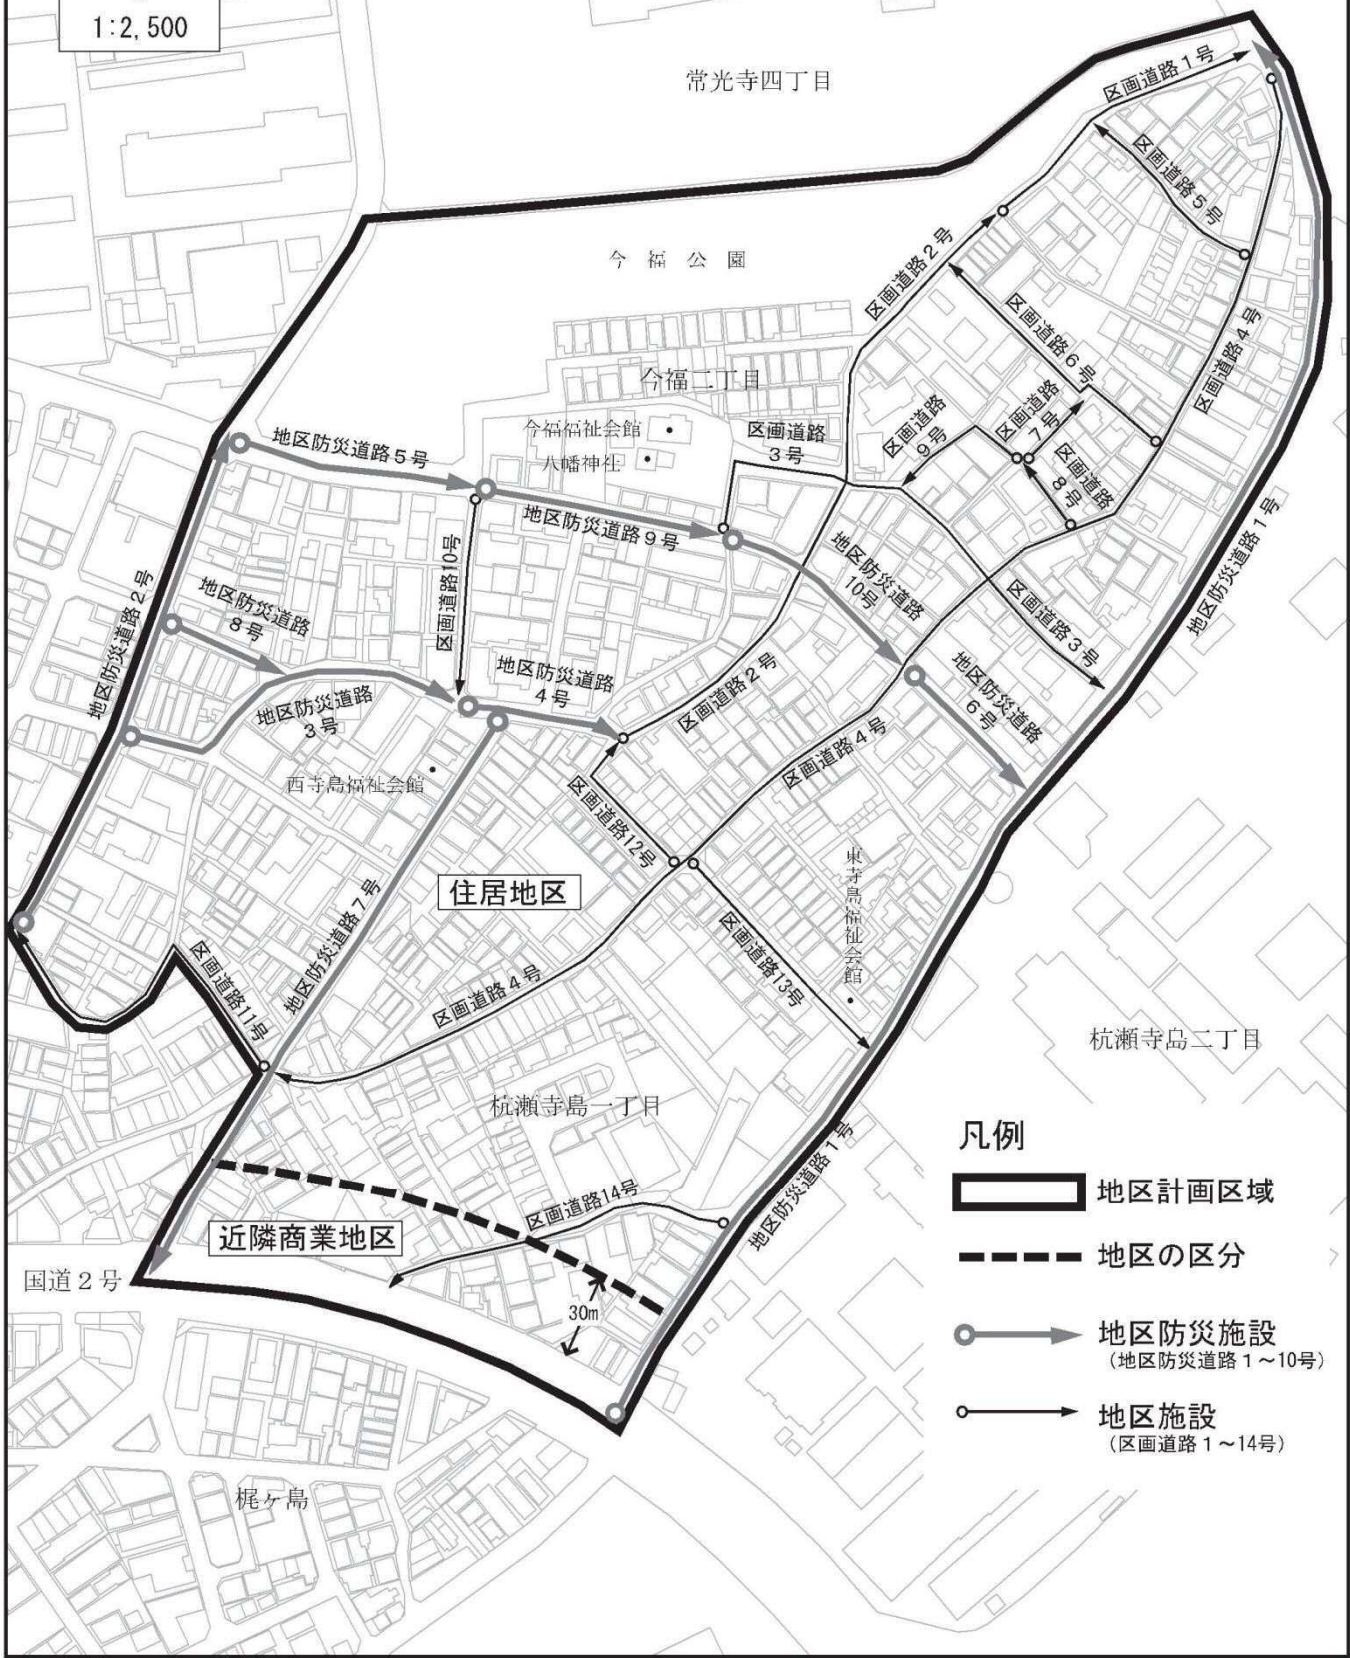 1:2,500
常光寺四丁目
区画道路1号
区画道路5号
今福公園
区画道路2号
区画道路6号
区画道路4号
今福二丁目
今福福祉会館
八幡神社
区画道路
3号
区画道路
9号
区画道路
7号
区画道路
8号
地区防災道路5号
地区防災道路9号
区画道路10号
地区防災道路
10号
区画道路3号
地区防災道路1号
地区防災道路2号
地区防災道路
8号
地区防災道路
3号
地区防災道路
4号
区画道路2号
地区防災道路
6号
区画道路4号
西寺島福祉会館
区画道路12号
住居地区
東寺島福祉会館
地区防災道路7号
区画道路11号
区画道路4号
区画道路13号
杭瀬寺島二丁目
杭瀬寺島一丁目
地区防災道路1号
区画道路14号
近隣商業地区
国道2号
30m
梶ヶ島
凡例
地区計画区域
地区の区分
地区防災施設
(地区防災道路1~10号)
地区施設
(区画道路1~14号)